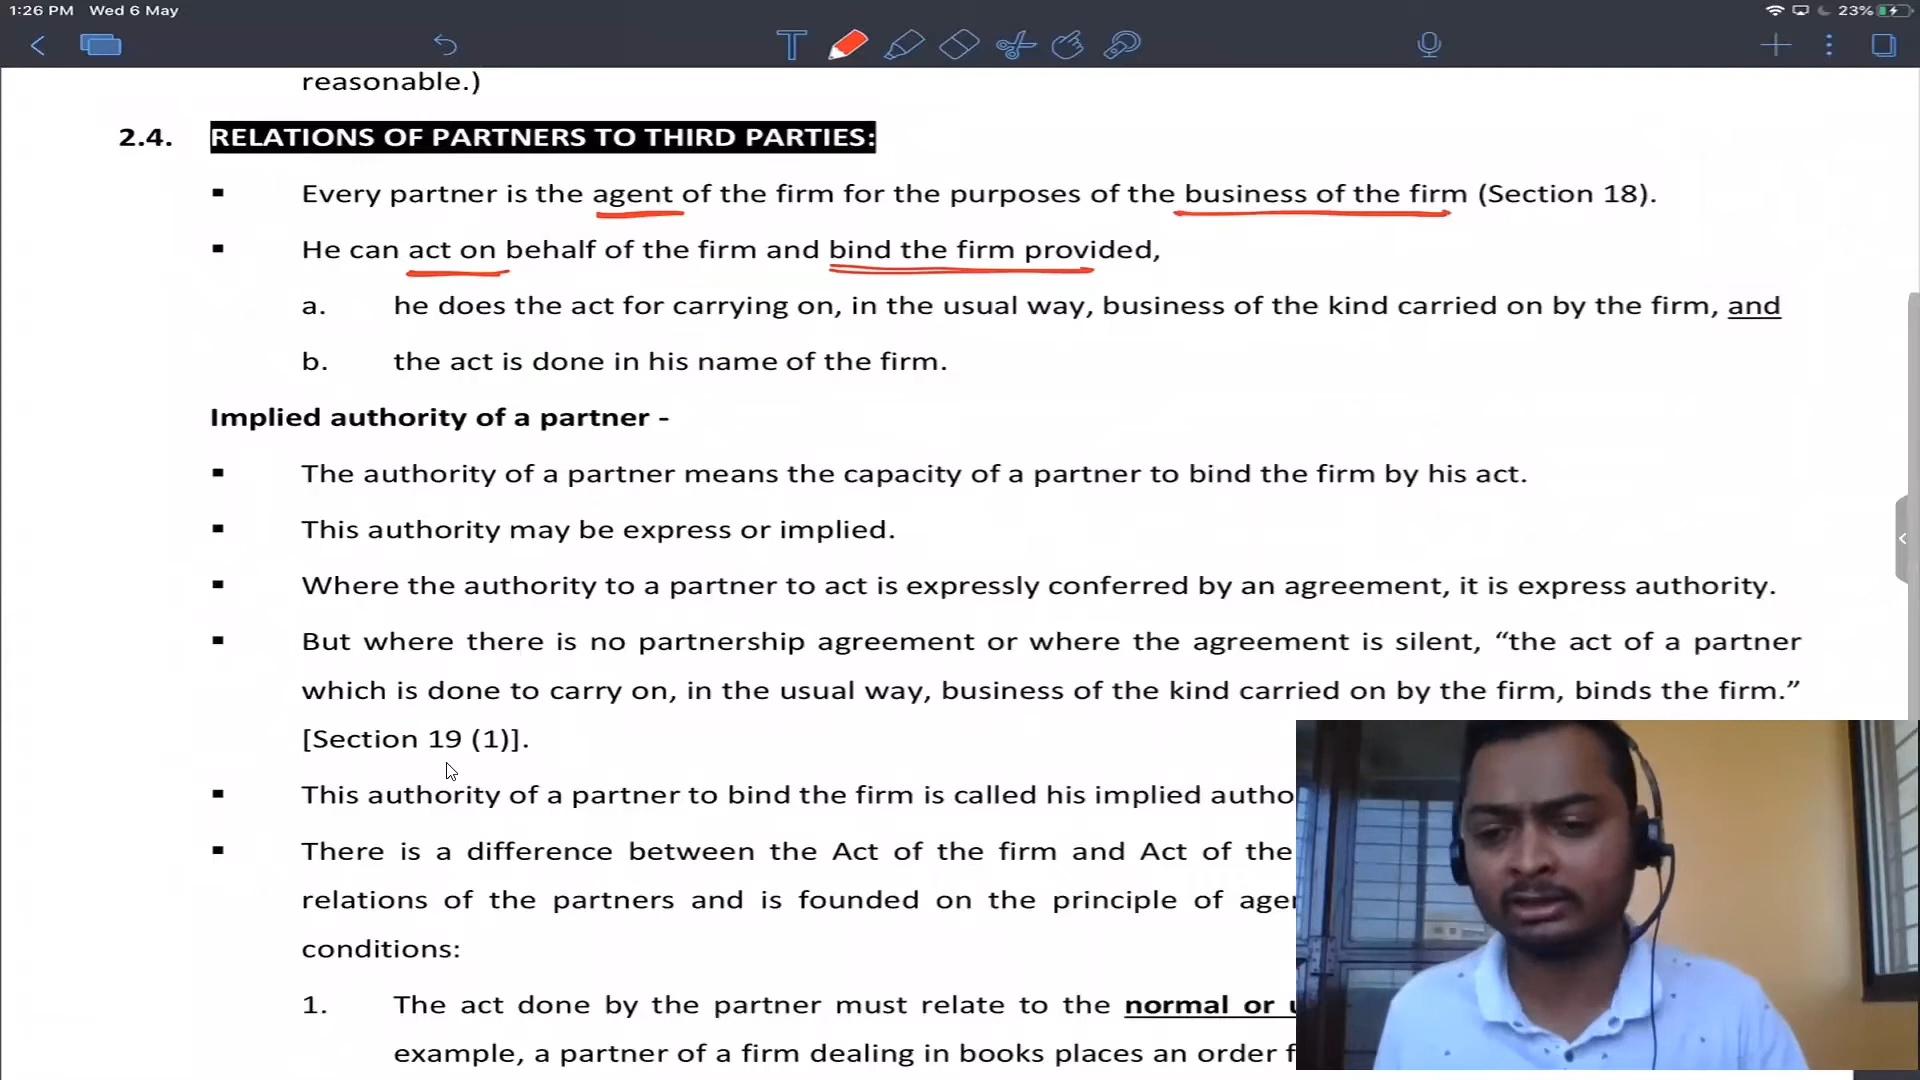 1:26 PM Wed 6 May
23%
reasonable.)
2.4. RELATIONS OF PARTNERS TO THIRD PARTIES:
▪ Every partner is the agent of the firm for the purposes of the business of the firm (Section 18).
▪ He can act on behalf of the firm and bind the firm provided,
a. he does the act for carrying on, in the usual way, business of the kind carried on by the firm, and
b. the act is done in his name of the firm.
Implied authority of a partner -
▪ The authority of a partner means the capacity of a partner to bind the firm by his act.
▪ This authority may be express or implied.
▪ Where the authority to a partner to act is expressly conferred by an agreement, it is express authority.
▪ But where there is no partnership agreement or where the agreement is silent, “the act of a partner
which is done to carry on, in the usual way, business of the kind carried on by the firm, binds the firm.”
[Section 19 (1)].
▪ This authority of a partner to bind the firm is called his implied
▪ There is a difference between the Act of the firm and Act of the
relations of the partners and is founded on the principle of
conditions:
1. The act done by the partner must relate to the normal or
example, a partner of a firm dealing in books places an order